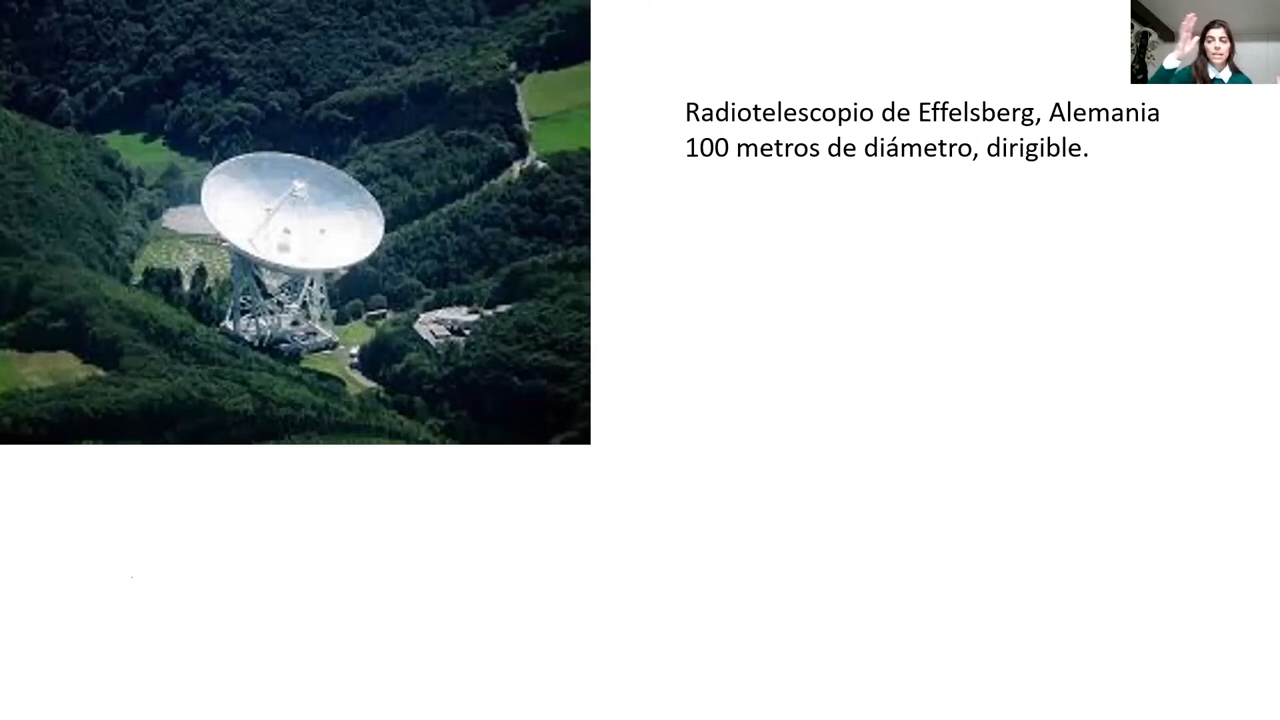 Radiotelescopio de Effelsberg, Alemania
100 metros de diámetro, dirigible.